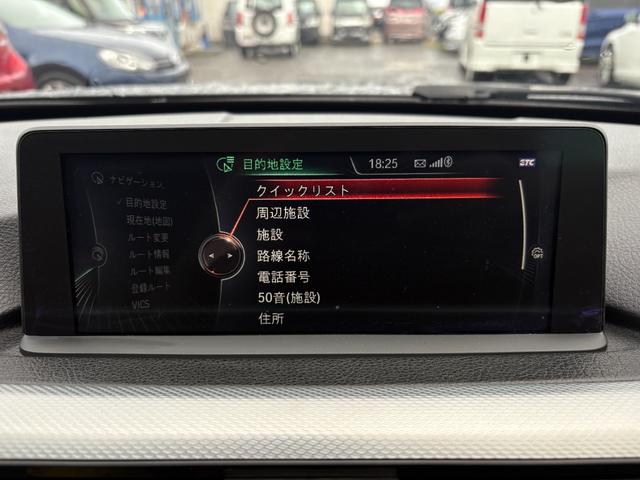 目的地設定 18:25 ETC
ナビゲーション
✓目的地設定
現在地(地図)
ルート変更
ルート情報
ルート編集
登録ルート
VICS
クイックリスト
周辺施設
施設
路線名称
電話番号
50音(施設)
住所
OPT